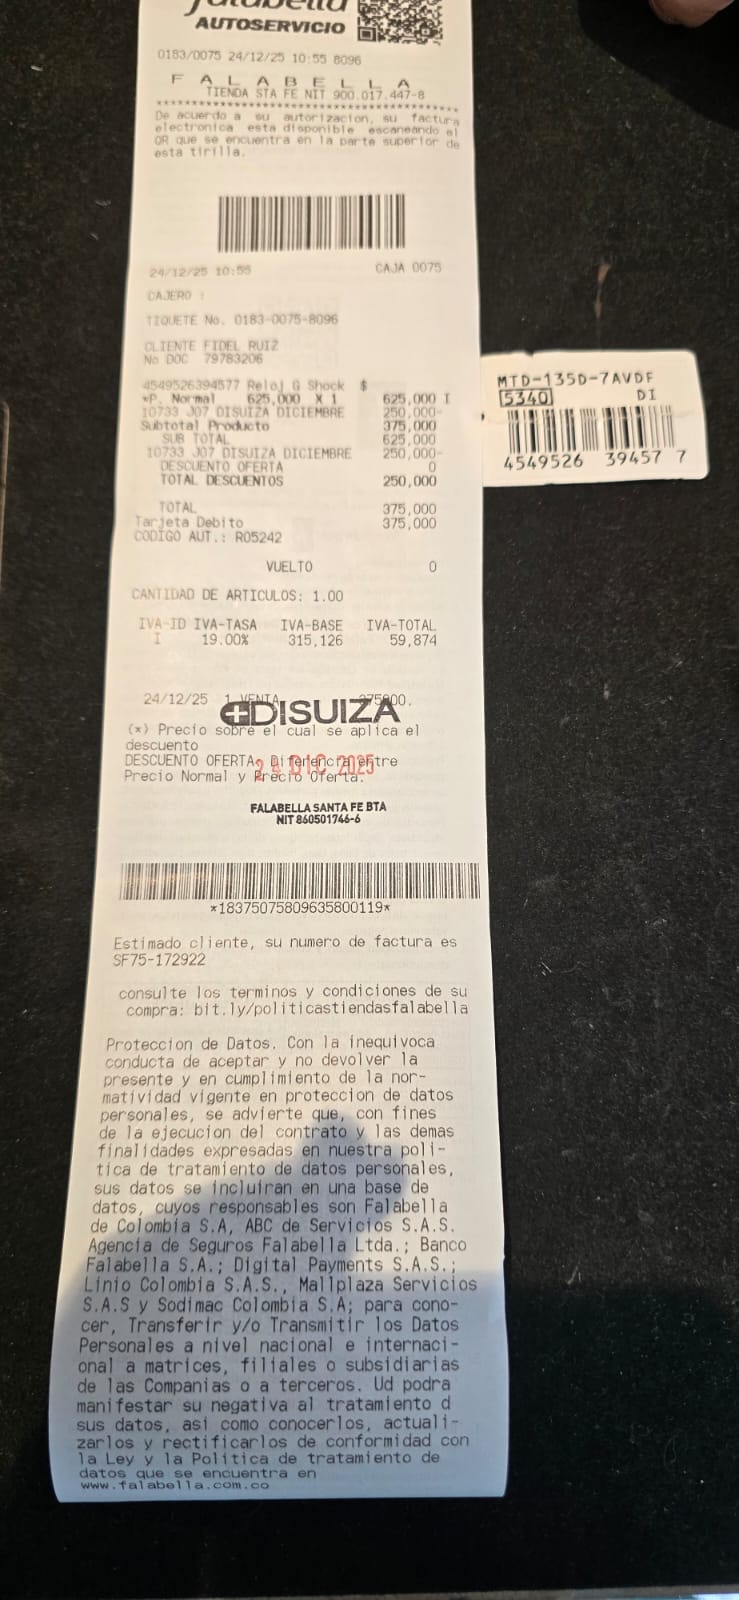 falabella
AUTOSERVICIO
0183/0075 24/12/25 10:55 8096
F A L A B E L L A
TIENDA STA FE NIT 900.017.447-8
De acuerdo a su autorizacion, su factura
electronica esta disponible escaneando el
QR que se encuentra en la parte superior de
esta tirilla.
24/12/25 10:55 CAJA 0075
CAJERO :
TIQUETE No. 0183-0075-8096
CLIENTE FIDEL RUIZ
No DOC 79783206
4549526394577 Reloj G Shock $
*P. Normal 625,000 X 1 625,000 I
10733 J07 DISUIZA DICIEMBRE 250,000-
Subtotal Producto 375,000
SUB TOTAL 625,000
10733 J07 DISUIZA DICIEMBRE 250,000-
DESCUENTO OFERTA 0
TOTAL DESCUENTOS 250,000
TOTAL 375,000
Tarjeta Debito 375,000
CODIGO AUT.: R05242
VUELTO 0
CANTIDAD DE ARTICULOS: 1.00
IVA-ID IVA-TASA IVA-BASE IVA-TOTAL
I 19.00% 315,126 59,874
24/12/25 1 VENTA
DISUIZA
(*) Precio sobre el cual se aplica el
descuento
DESCUENTO OFERTA: Diferencia entre
Precio Normal y Precio Oferta.
DIC 2025
FALABELLA SANTA FE BTA
NIT 860501746-6
*18375075809635800119*
Estimado cliente, su numero de factura es
SF75-172922
consulte los terminos y condiciones de su
compra: bit.ly/politicastiendasfalabella
Proteccion de Datos. Con la inequivoca
conducta de aceptar y no devolver la
presente y en cumplimiento de la nor-
matividad vigente en proteccion de datos
personales, se advierte que, con fines
de la ejecucion del contrato y las demas
finalidades expresadas en nuestra poli-
tica de tratamiento de datos personales,
sus datos se incluiran en una base de
datos, cuyos responsables son Falabella
de Colombia S.A, ABC de Servicios S.A.S.
Agencia de Seguros Falabella Ltda.; Banco
Falabella S.A.; Digital Payments S.A.S.;
Linio Colombia S.A.S., Mallplaza Servicios
S.A.S y Sodimac Colombia S.A; para cono-
cer, Transferir y/o Transmitir los Datos
Personales a nivel nacional e internaci-
onal a matrices, filiales o subsidiarias
de las Companias o a terceros. Ud podra
manifestar su negativa al tratamiento d
sus datos, asi como conocerlos, actuali-
zarlos y rectificarlos de conformidad con
la Ley y la Politica de tratamiento de
datos que se encuentra en
www.falabella.com.co
MTD-135D-7AVDF
5340 DI
4549526 39457 7